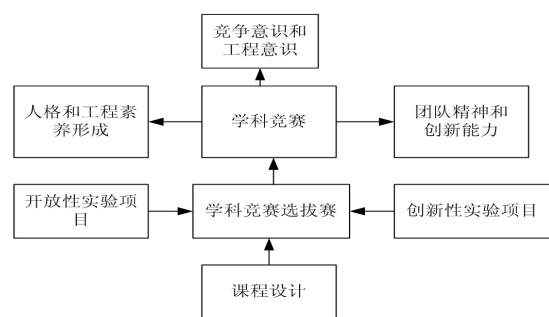 竞争意识和
工程意识
人格和工程素
养形成
学科竞赛
团队精神和
创新能力
开放性实验项
目
学科竞赛选拔赛
创新性实验项目
课程设计